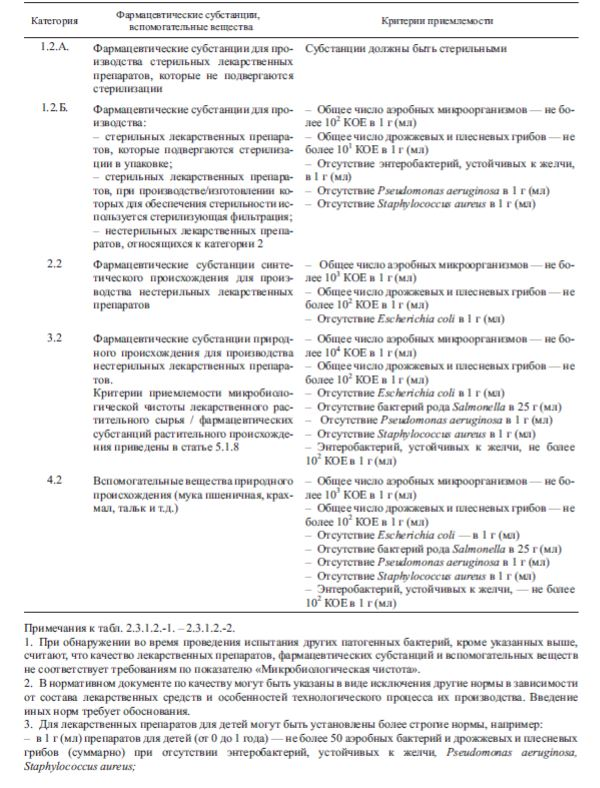 Категория
Фармацевтические субстанции,
вспомогательные вещества
Критерии приемлемости
1.2.А.
Фармацевтические субстанции для про-
изводства стерильных лекарственных
препаратов, которые не подвергаются
стерилизации
Субстанции должны быть стерильными
1.2.Б.
Фармацевтические субстанции для про-
изводства:
– стерильных лекарственных препара-
тов, которые подвергаются стерилиза-
ции в упаковке;
– стерильных лекарственных препара-
тов, при производстве/изготовлении ко-
торых для обеспечения стерильности ис-
пользуется стерилизующая фильтрация;
– нестерильных лекарственных препа-
ратов, относящихся к категории 2
– Общее число аэробных микроорганизмов — не бо-
лее 10² КОЕ в 1 г (мл)
– Общее число дрожжевых и плесневых грибов — не
более 10¹ КОЕ в 1 г (мл)
– Отсутствие энтеробактерий, устойчивых к желчи,
в 1 г (мл)
– Отсутствие Pseudomonas aeruginosa в 1 г (мл)
– Отсутствие Staphylococcus aureus в 1 г (мл)
2.2
Фармацевтические субстанции синте-
тического происхождения для произ-
водства нестерильных лекарственных
препаратов
– Общее число аэробных микроорганизмов — не бо-
лее 10³ КОЕ в 1 г (мл)
– Общее число дрожжевых и плесневых грибов — не
более 10² КОЕ в 1 г (мл)
– Отсутствие Escherichia coli в 1 г (мл)
3.2
Фармацевтические субстанции природ-
ного происхождения для производства
нестерильных лекарственных препара-
тов.
Критерии приемлемости микробиоло-
гической чистоты лекарственного рас-
тительного сырья / фармацевтических
субстанций растительного происхожде-
ния приведены в статье 5.1.8
– Общее число аэробных микроорганизмов — не бо-
лее 10⁴ КОЕ в 1 г (мл)
– Общее число дрожжевых и плесневых грибов — не
более 10² КОЕ в 1 г (мл)
– Отсутствие Escherichia coli в 1 г (мл)
– Отсутствие бактерий рода Salmonella в 25 г (мл)
– Отсутствие Pseudomonas aeruginosa в 1 г (мл)
– Отсутствие Staphylococcus aureus в 1 г (мл)
– Энтеробактерий, устойчивых к желчи, не более
10² КОЕ в 1 г (мл)
4.2
Вспомогательные вещества природного
происхождения (мука пшеничная, крах-
мал, тальк и т.д.)
– Общее число аэробных микроорганизмов — не бо-
лее 10³ КОЕ в 1 г (мл)
– Общее число дрожжевых и плесневых грибов — не
более 10² КОЕ в 1 г (мл)
– Отсутствие Escherichia coli — в 1 г (мл)
– Отсутствие бактерий рода Salmonella в 25 г (мл)
– Отсутствие Pseudomonas aeruginosa в 1 г (мл)
– Отсутствие Staphylococcus aureus в 1 г (мл)
– Энтеробактерий, устойчивых к желчи, — не более
10² КОЕ в 1 г (мл)
Примечания к табл. 2.3.1.2.-1. – 2.3.1.2.-2.
1. При обнаружении во время проведения испытания других патогенных бактерий, кроме указанных выше,
считают, что качество лекарственных препаратов, фармацевтических субстанций и вспомогательных веществ
не соответствует требованиям по показателю «Микробиологическая чистота».
2. В нормативном документе по качеству могут быть указаны в виде исключения другие нормы в зависимости
от состава лекарственных средств и особенностей технологического процесса их производства. Введение
иных норм требует обоснования.
3. Для лекарственных препаратов для детей могут быть установлены более строгие нормы, например:
– в 1 г (мл) препаратов для детей (от 0 до 1 года) — не более 50 аэробных бактерий и дрожжевых и плесневых
грибов (суммарно) при отсутствии энтеробактерий, устойчивых к желчи, Pseudomonas aeruginosa,
Staphylococcus aureus;